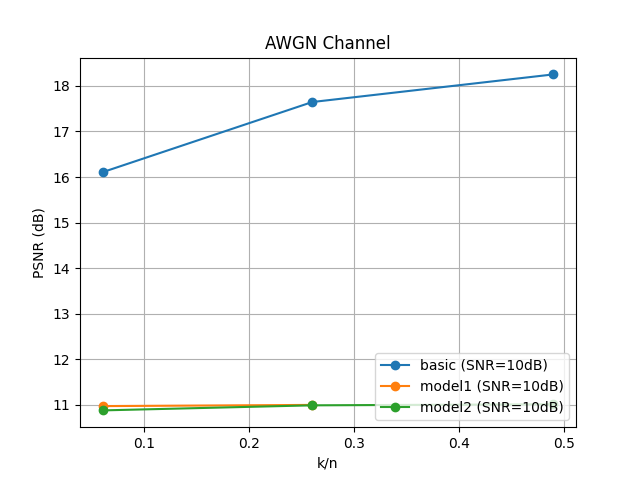 AWGN Channel
PSNR (dB)
18
17
16
15
14
13
12
11
0.1 0.2 0.3 0.4 0.5
k/n
basic (SNR=10dB)
model1 (SNR=10dB)
model2 (SNR=10dB)